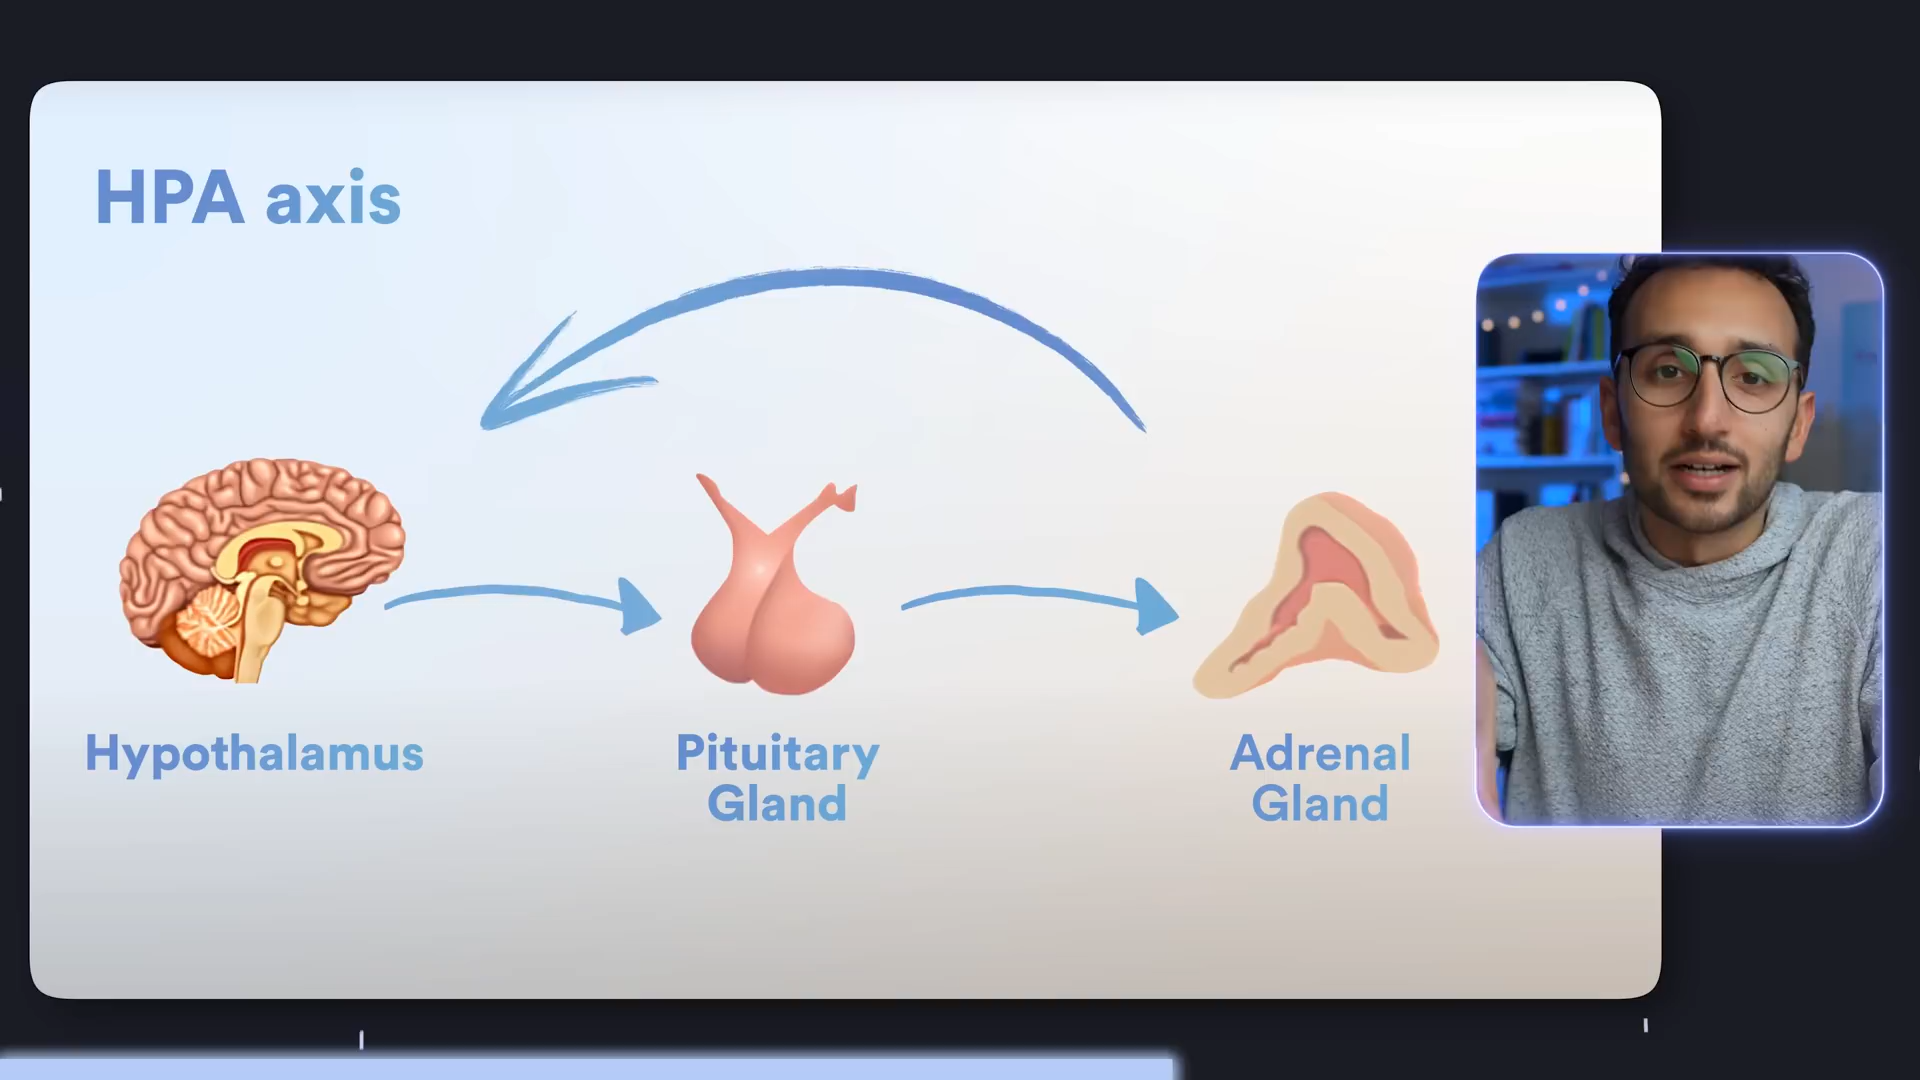 HPA axis
Hypothalamus
Pituitary
Gland
Adrenal
Gland